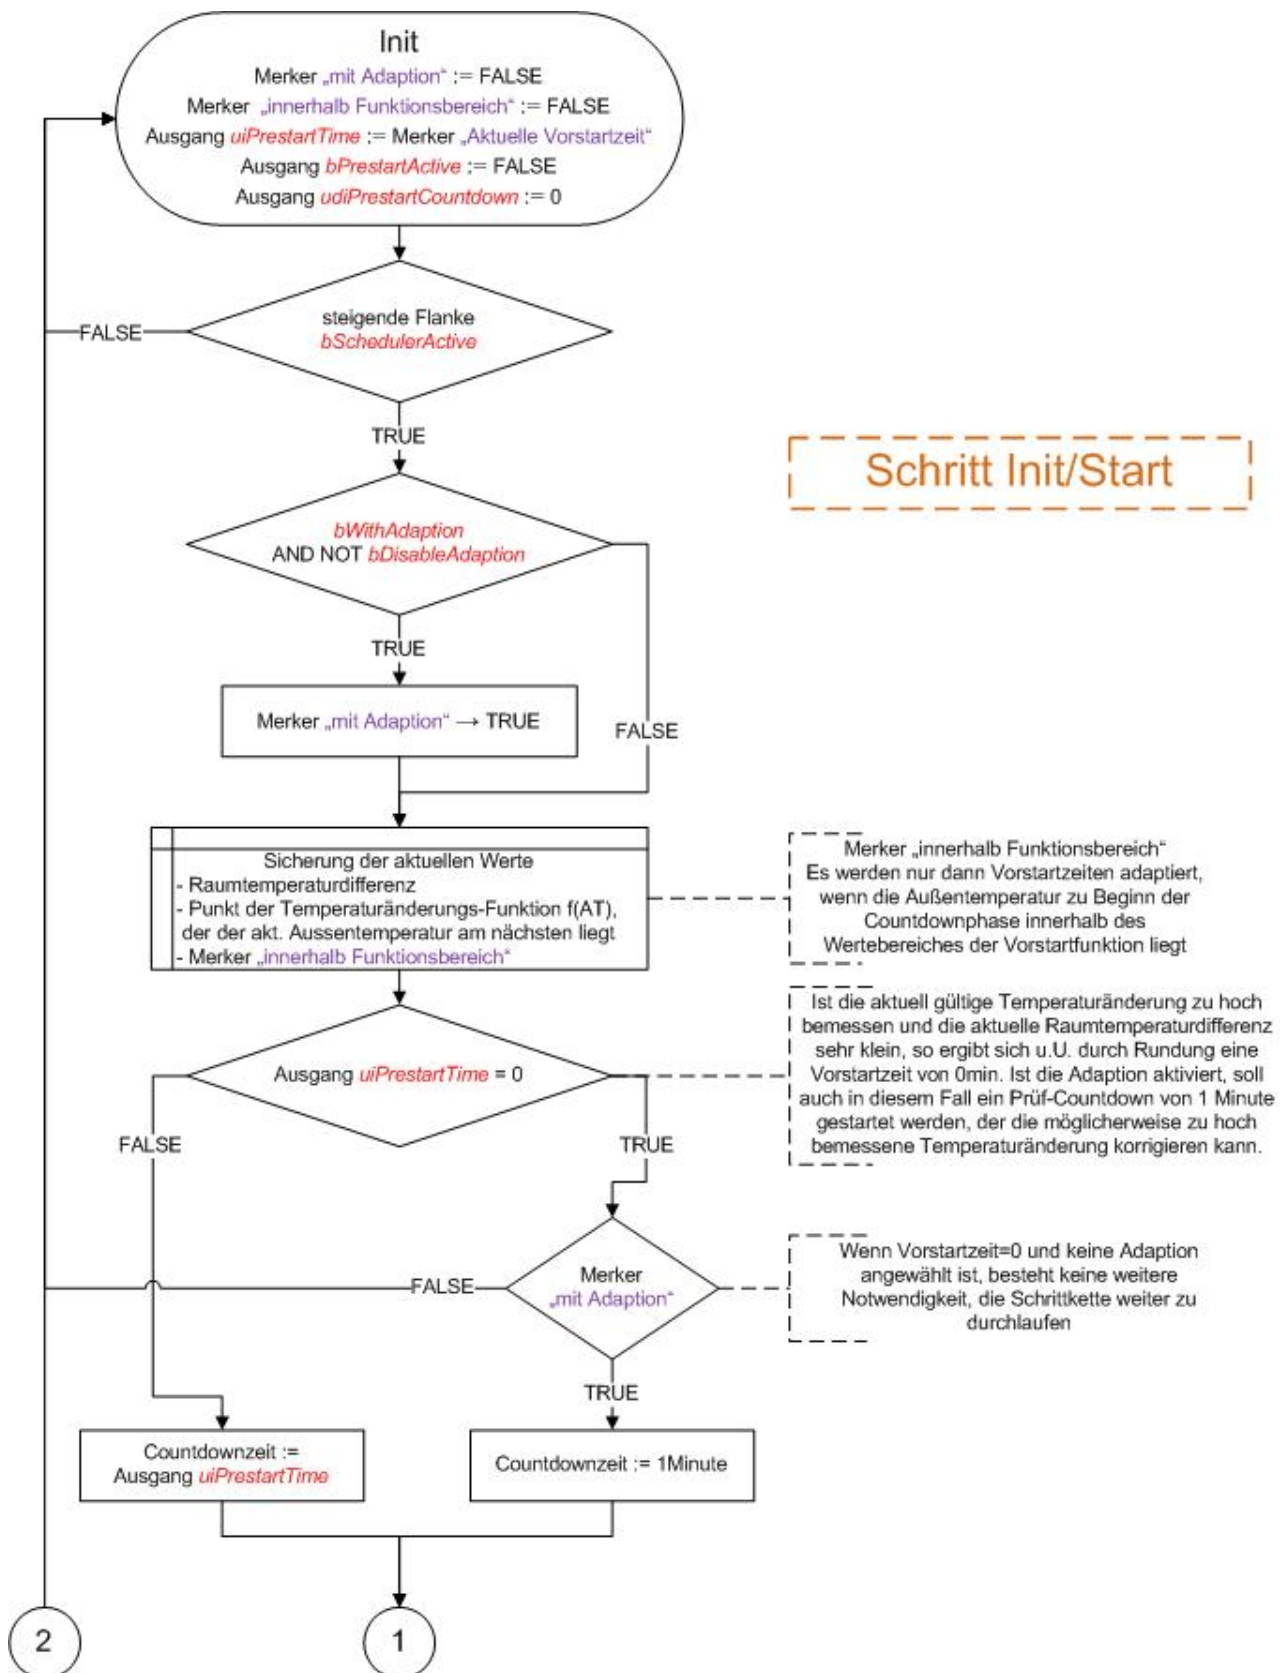 Init
Merker „mit Adaption“ := FALSE
Merker „innerhalb Funktionsbereich“ := FALSE
Ausgang uiPrestartTime := Merker „Aktuelle Vorstartzeit“
Ausgang bPrestartActive := FALSE
Ausgang udiPrestartCountdown := 0
steigende Flanke
bSchedulerActive
FALSE
TRUE
Schritt Init/Start
bWithAdaption
AND NOT bDisableAdaption
TRUE
Merker „mit Adaption“ → TRUE
FALSE
Sicherung der aktuellen Werte
- Raumtemperaturdifferenz
- Punkt der Temperaturänderungs-Funktion f(AT),
der der akt. Aussentemperatur am nächsten liegt
- Merker „innerhalb Funktionsbereich“
Merker „innerhalb Funktionsbereich“
Es werden nur dann Vorstartzeiten adaptiert,
wenn die Außentemperatur zu Beginn der
Countdownphase innerhalb des
Wertebereiches der Vorstartfunktion liegt
Ausgang uiPrestartTime = 0
Ist die aktuell gültige Temperaturänderung zu hoch
bemessen und die aktuelle Raumtemperaturdifferenz
sehr klein, so ergibt sich u.U. durch Rundung eine
Vorstartzeit von 0min. Ist die Adaption aktiviert, soll
auch in diesem Fall ein Prüf-Countdown von 1 Minute
gestartet werden, der die möglicherweise zu hoch
bemessene Temperaturänderung korrigieren kann.
FALSE
TRUE
Merker
„mit Adaption“
FALSE
Wenn Vorstartzeit=0 und keine Adaption
angewählt ist, besteht keine weitere
Notwendigkeit, die Schrittkette weiter zu
durchlaufen
TRUE
Countdownzeit :=
Ausgang uiPrestartTime
Countdownzeit := 1Minute
2
1